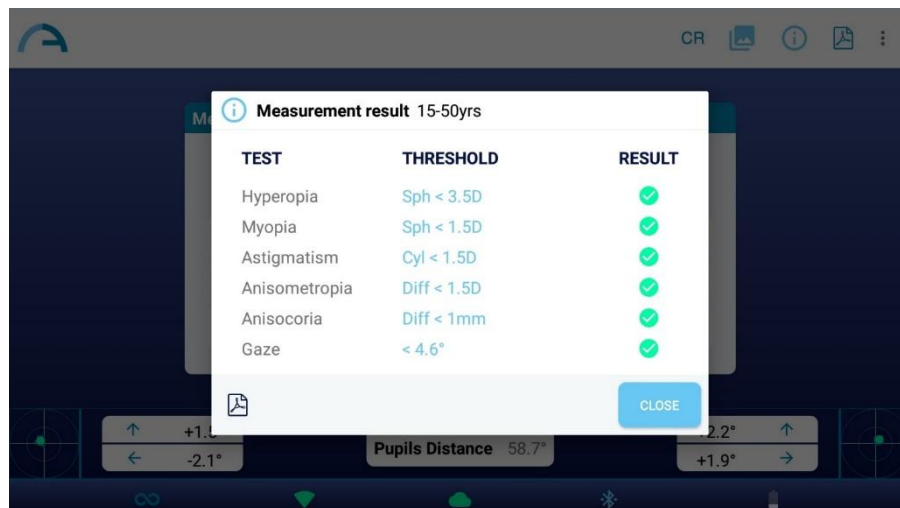 CR
Me
Measurement result 15-50yrs
TEST THRESHOLD RESULT
Hyperopia Sph < 3.5D
Myopia Sph < 1.5D
Astigmatism Cyl < 1.5D
Anisometropia Diff < 1.5D
Anisocoria Diff < 1mm
Gaze < 4.6°
CLOSE
-2.1°
Pupils Distance 58.7°
+1.9°